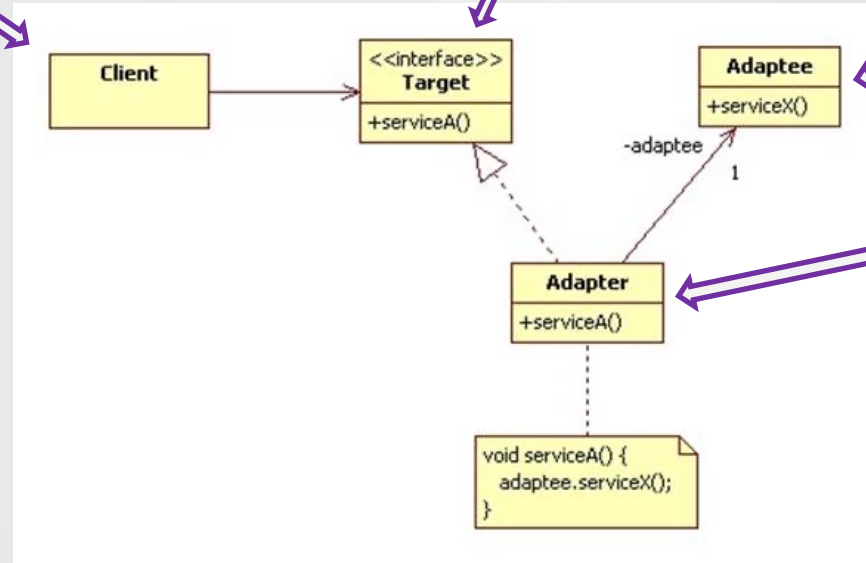 Client
<<interface>>
Target
+serviceA()
Adaptee
+serviceX()
-adaptee
1
Adapter
+serviceA()
void serviceA() {
adaptee.serviceX();
}